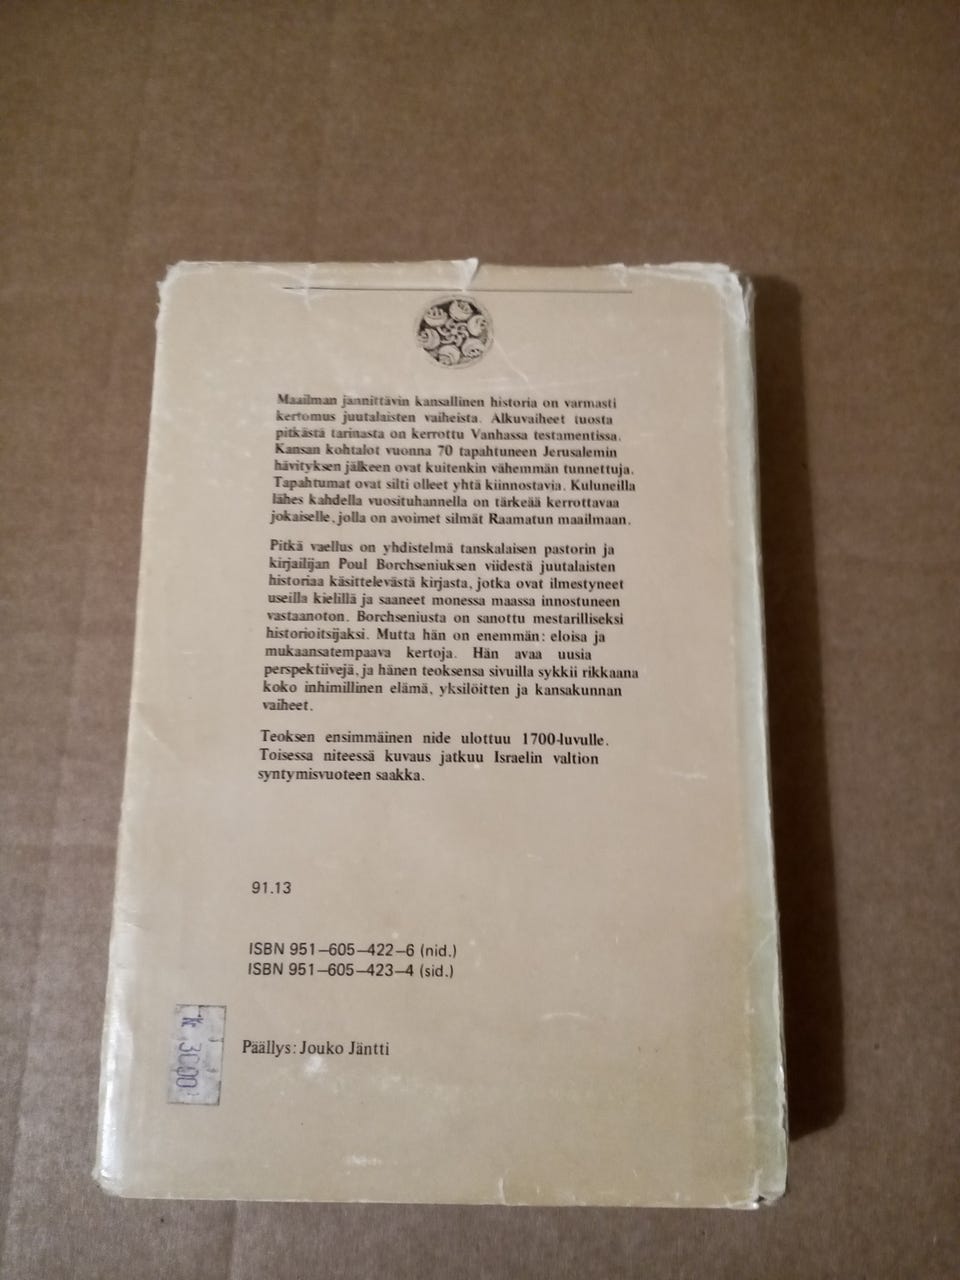 Maailman jännittävin kansallinen historia on varmasti
kertomus juutalaisten vaiheista. Alkuvaiheet tuosta
pitkästä tarinasta on kerrottu Vanhassa testamentissa.
Kansan kohtalot vuonna 70 tapahtuneen Jerusalemin
hävityksen jälkeen ovat kuitenkin vähemmän tunnettuja.
Tapahtumat ovat silti olleet yhtä kiinnostavia. Kuluneilla
lähes kahdella vuosituhannella on tärkeää kerrottavaa
jokaiselle, jolla on avoimet silmät Raamatun maailmaan.
Pitkä vaellus on yhdistelmä tanskalaisen pastorin ja
kirjailijan Poul Borchseniuksen viidestä juutalaisten
historiaa käsittelevästä kirjasta, jotka ovat ilmestyneet
useilla kielillä ja saaneet monessa maassa innostuneen
vastaanoton. Borchseniusta on sanottu mestarilliseksi
historioitsijaksi. Mutta hän on enemmän: eloisa ja
mukaansatempaava kertoja. Hän avaa uusia
perspektiivejä, ja hänen teoksensa sivuilla sykkii rikkaana
koko inhimillinen elämä, yksilöitten ja kansakunnan
vaiheet.
Teoksen ensimmäinen nide ulottuu 1700-luvulle.
Toisessa niteessä kuvaus jatkuu Israelin valtion
syntymisvuoteen saakka.
91.13
ISBN 951–605–422–6 (nid.)
ISBN 951–605–423–4 (sid.)
Päällys: Jouko Jäntti